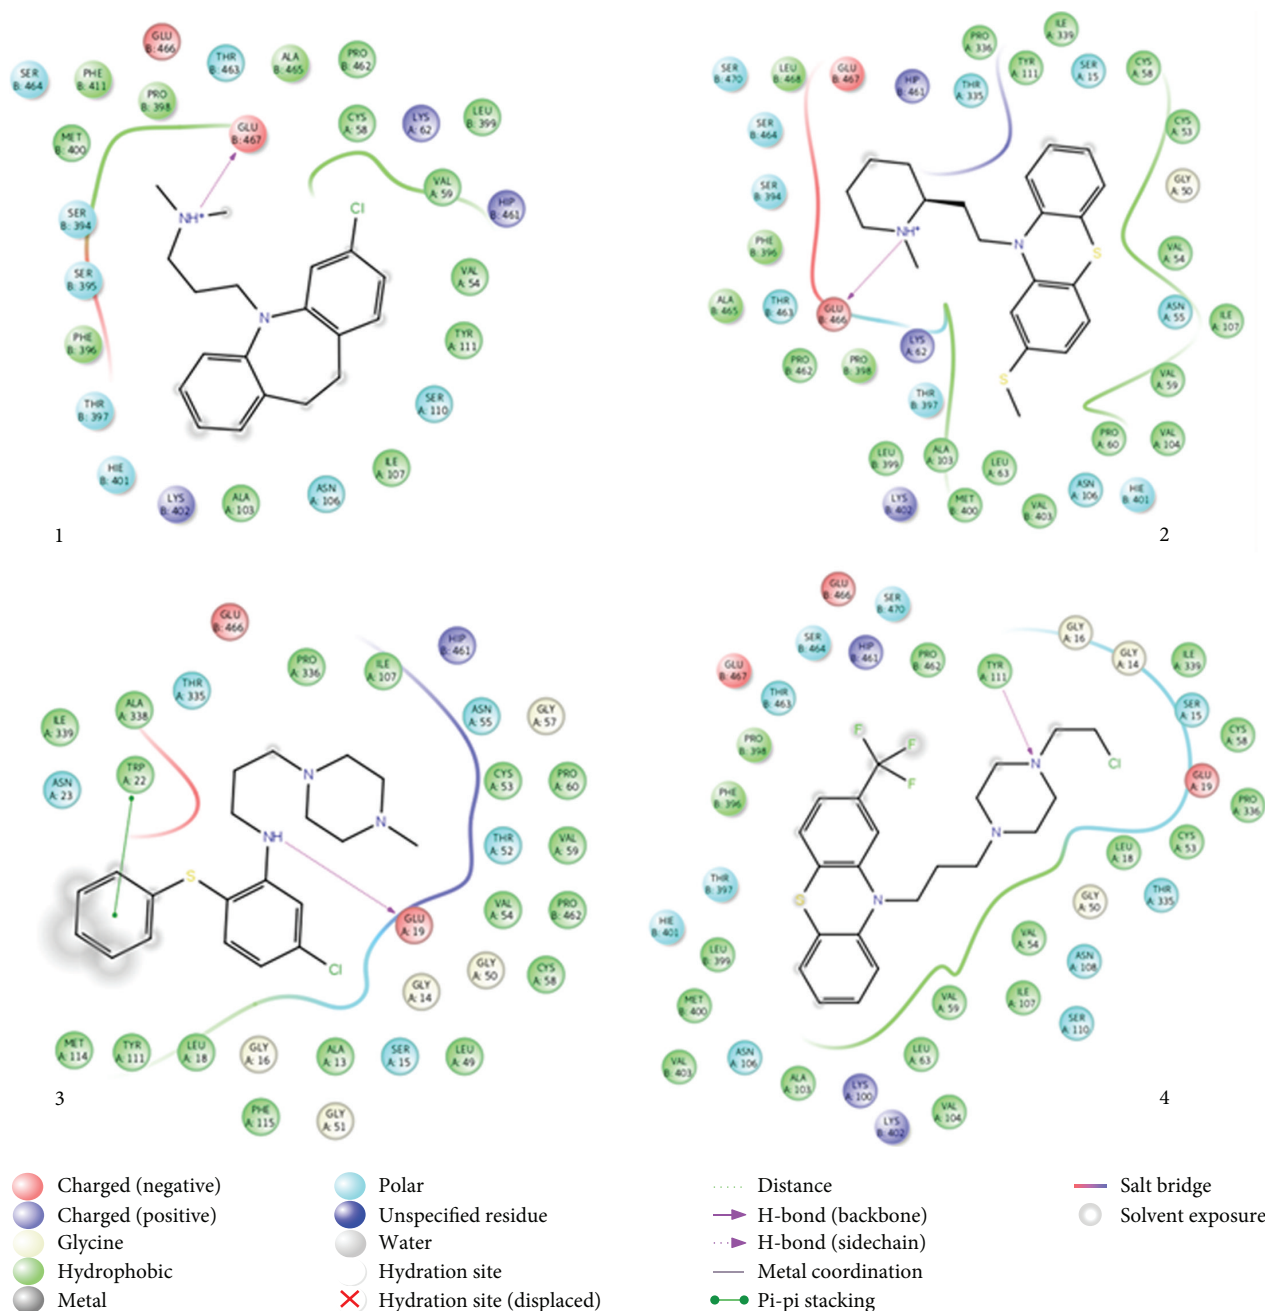 GLU B: 466
THR B: 463
ALA B: 465
PRO B: 462
SER B: 464
PHE B: 411
PRO B: 398
MET B: 400
GLU B: 467
CYS A: 58
LYS A: 62
LEU B: 399
VAL A: 59
HIP B: 461
SER B: 394
NH+
Cl
SER B: 395
VAL A: 54
N
PHE B: 396
TYR A: 111
THR B: 397
SER A: 110
HIE B: 401
LYS B: 402
ALA A: 103
ASN A: 106
ILE A: 107
1
PRO A: 336
ILE A: 339
SER B: 470
LEU B: 468
GLU B: 467
HIP B: 461
THR A: 335
TYR A: 111
SER A: 15
CYS A: 58
SER B: 464
CYS A: 53
SER B: 394
GLY A: 50
PHE B: 396
NH+
N
S
VAL A: 54
ALA B: 465
THR B: 463
GLU B: 466
ASN A: 55
ILE A: 107
LYS A: 62
PRO B: 462
PRO B: 398
S
VAL A: 59
THR B: 397
PRO A: 60
VAL A: 104
LEU B: 399
ALA A: 103
LEU A: 63
ASN A: 106
HIE B: 401
LYS B: 402
MET B: 400
VAL B: 403
2
GLU B: 466
HIP B: 461
PRO A: 336
ILE A: 107
THR A: 335
ALA A: 338
ILE A: 339
ASN A: 55
GLY A: 57
TRP A: 22
ASN A: 23
N
CYS A: 53
PRO A: 60
NH
N
THR A: 52
VAL A: 59
S
GLU A: 19
VAL A: 54
PRO B: 462
Cl
GLY A: 14
GLY A: 50
CYS A: 58
MET A: 114
TYR A: 111
LEU A: 18
GLY A: 16
ALA A: 13
SER A: 15
LEU A: 49
3
PHE A: 115
GLY A: 51
GLU B: 466
SER B: 470
SER B: 464
HIP B: 461
PRO B: 462
TYR A: 111
GLY A: 16
GLY A: 14
ILE A: 339
GLU B: 467
THR B: 463
SER A: 15
PRO B: 398
F
F
F
CYS A: 58
N
Cl
GLU A: 19
PHE B: 396
PRO A: 336
N
LEU A: 18
CYS A: 53
THR B: 397
S
N
GLY A: 50
THR A: 335
HIE B: 401
LEU B: 399
VAL A: 54
ASN A: 108
MET B: 400
VAL A: 59
ILE A: 107
SER A: 110
VAL B: 403
ASN A: 106
LEU A: 63
ALA A: 103
LYS A: 100
VAL A: 104
LYS B: 402
4
Charged (negative)
Charged (positive)
Glycine
Hydrophobic
Metal
Polar
Unspecified residue
Water
Hydration site
Hydration site (displaced)
Distance
H-bond (backbone)
H-bond (sidechain)
Metal coordination
Pi-pi stacking
Salt bridge
Solvent exposure